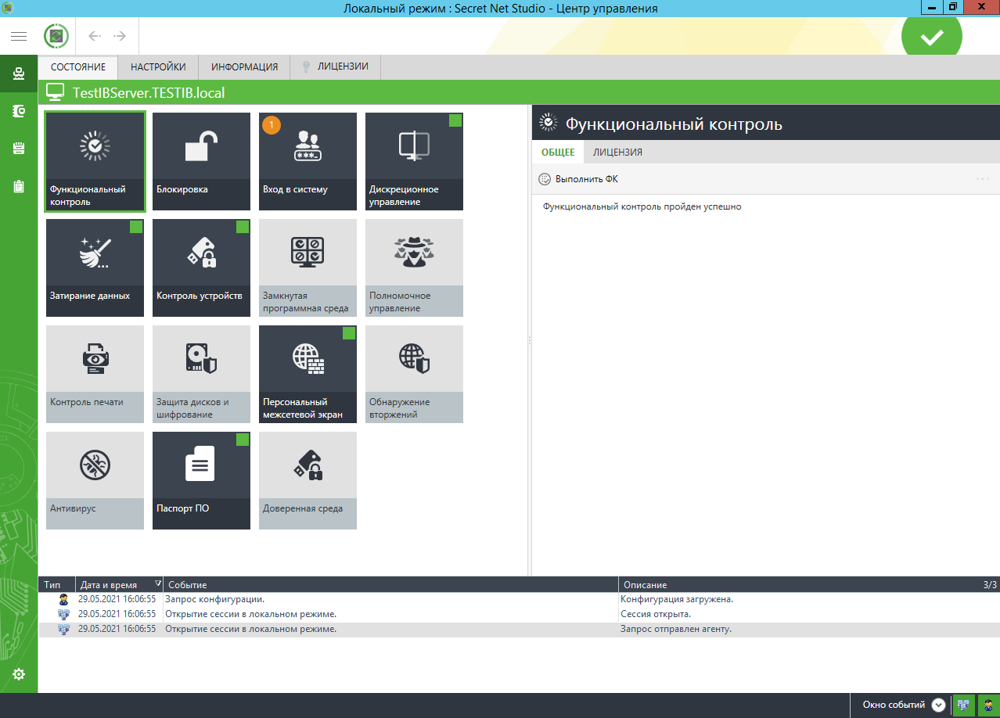 Локальный режим : Secret Net Studio - Центр управления
СОСТОЯНИЕ НАСТРОЙКИ ИНФОРМАЦИЯ ЛИЦЕНЗИИ
TestIBServer.TESTIB.local
Функциональный контроль
Блокировка
1
***_
Вход в систему
Дискреционное управление
Затирание данных
Контроль устройств
Замкнутая программная среда
Полномочное управление
Контроль печати
Защита дисков и шифрование
Персональный межсетевой экран
Обнаружение вторжений
Антивирус
Паспорт ПО
Доверенная среда
Функциональный контроль
ОБЩЕЕ ЛИЦЕНЗИЯ
Выполнить ФК
Функциональный контроль пройден успешно
Тип Дата и время Событие Описание 3/3
29.05.2021 16:06:55 Запрос конфигурации. Конфигурация загружена.
29.05.2021 16:06:55 Открытие сессии в локальном режиме. Сессия открыта.
29.05.2021 16:06:55 Открытие сессии в локальном режиме. Запрос отправлен агенту.
Окно событий